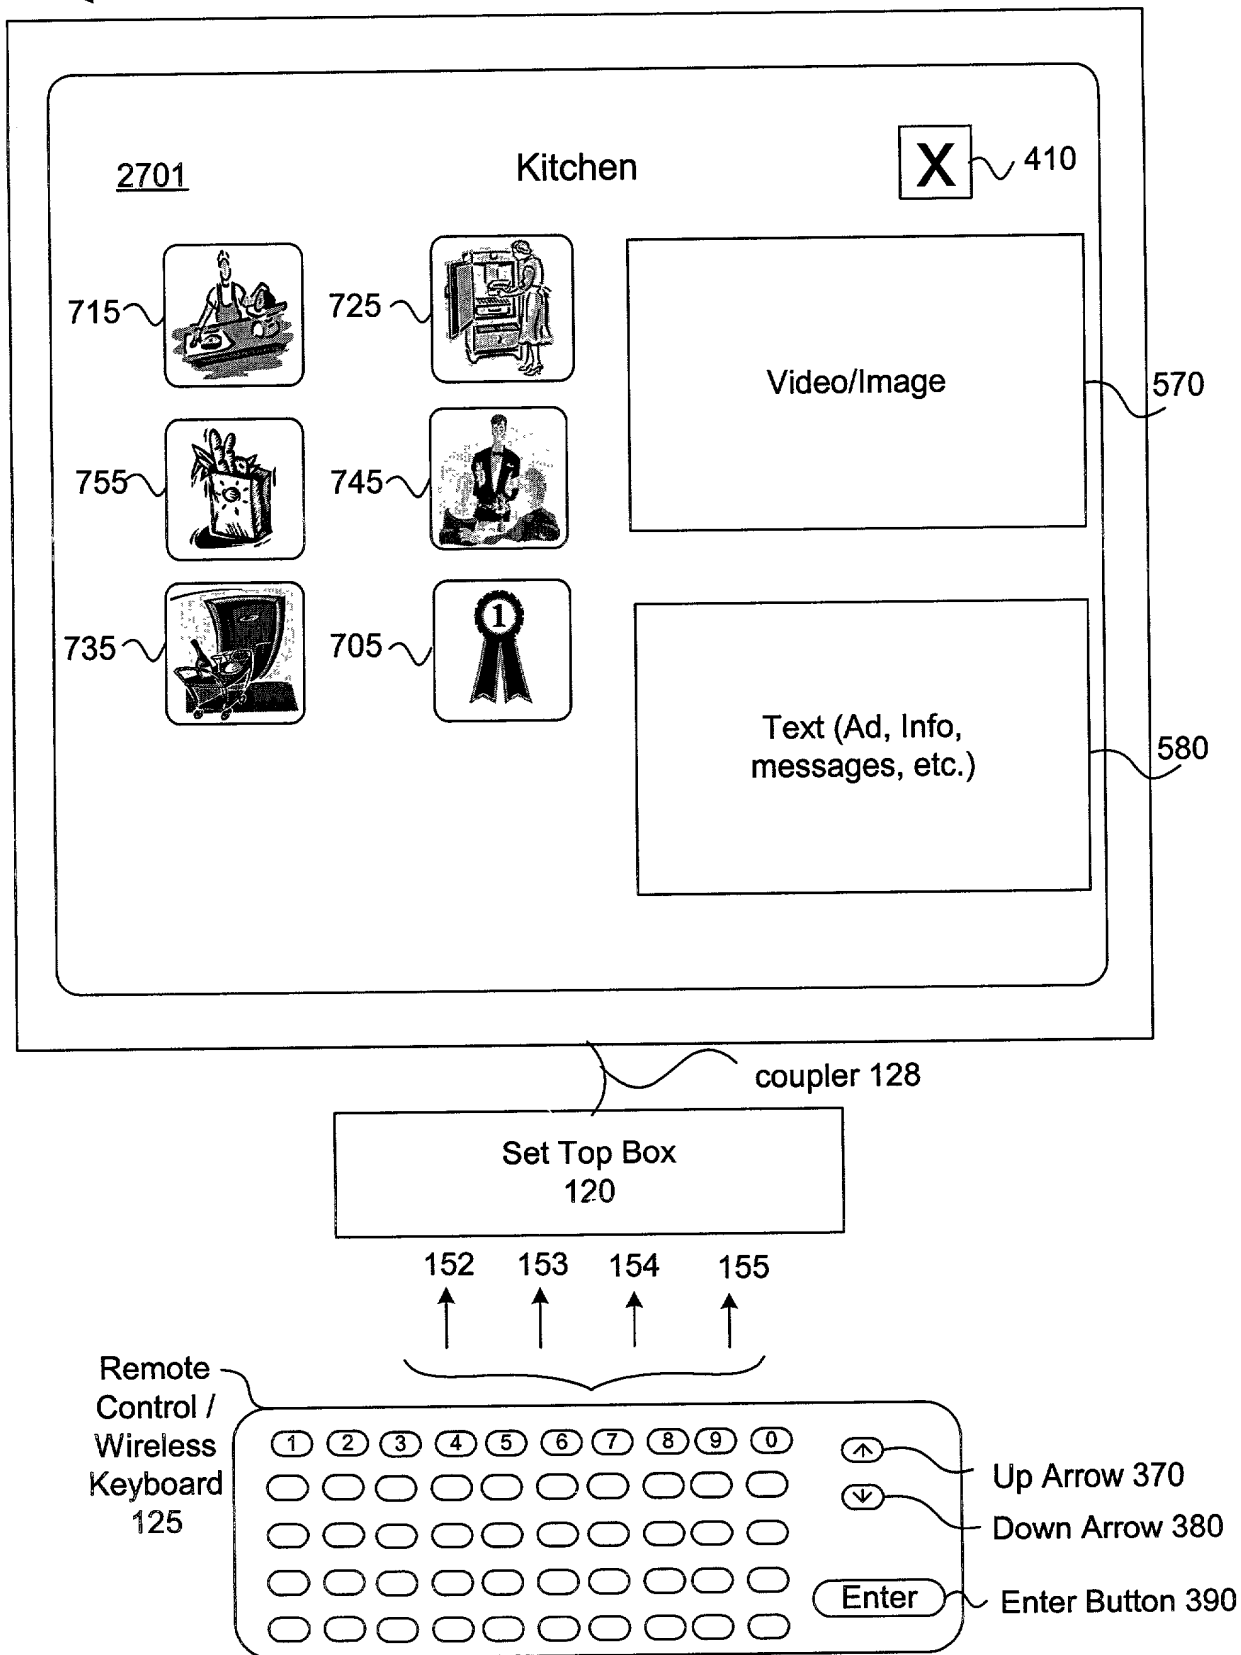 2701
Kitchen
X
410
715
725
Video/Image
570
755
745
735
705
1
Text (Ad, Info,
messages, etc.)
580
coupler 128
Set Top Box
120
152 153 154 155
Remote
Control /
Wireless
Keyboard
125
1 2 3 4 5 6 7 8 9 0
Up Arrow 370
Down Arrow 380
Enter
Enter Button 390